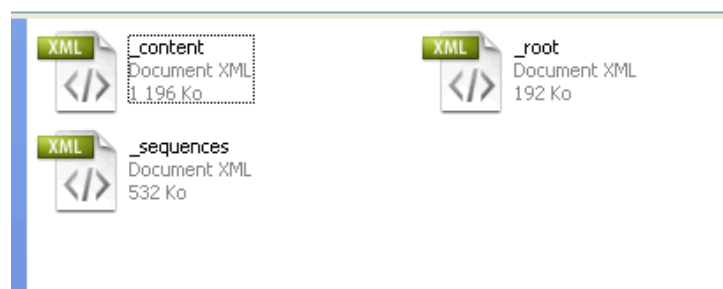 XML
_content
Document XML
1 196 Ko
XML
_root
Document XML
192 Ko
XML
_sequences
Document XML
532 Ko